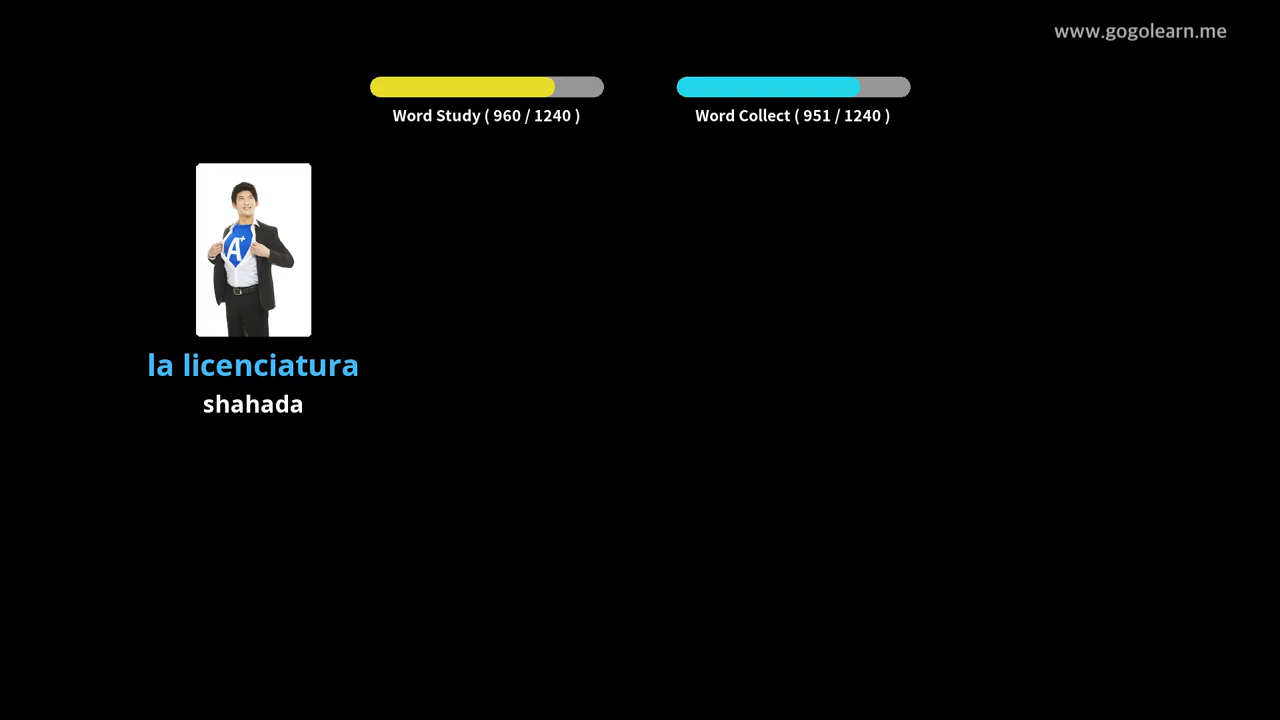 www.gogolearn.me
Word Study ( 960 / 1240 )
Word Collect ( 951 / 1240 )
A+
la licenciatura
shahada